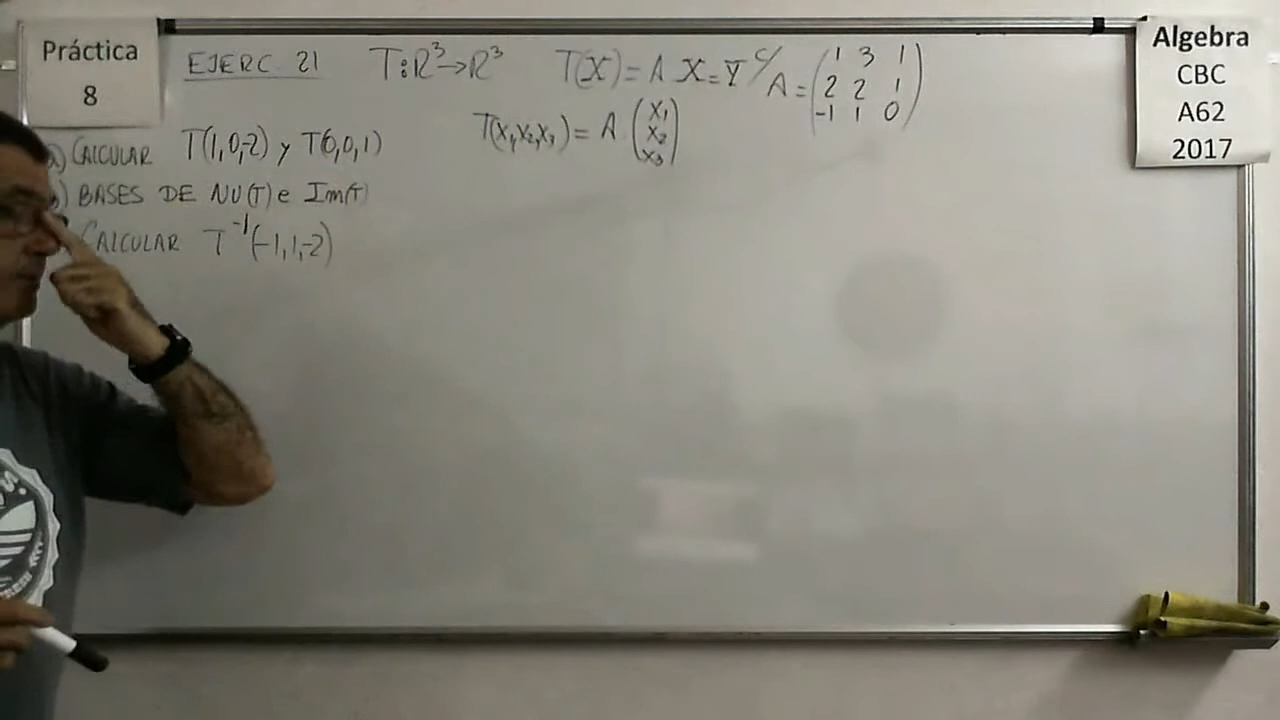 Práctica
8
EJERC 21 T:R³→R³ T(X) = A X = Y c/ A = (1 3 1
2 2 1
-1 1 0)
T(x₁,x₂,x₃) = A (x₁
x₂
x₃)
a) CALCULAR T(1,0,-2) y T(0,0,1)
b) BASES DE NU(T) e Im(T)
CALCULAR T⁻¹(-1,1,-2)
Algebra
CBC
A62
2017